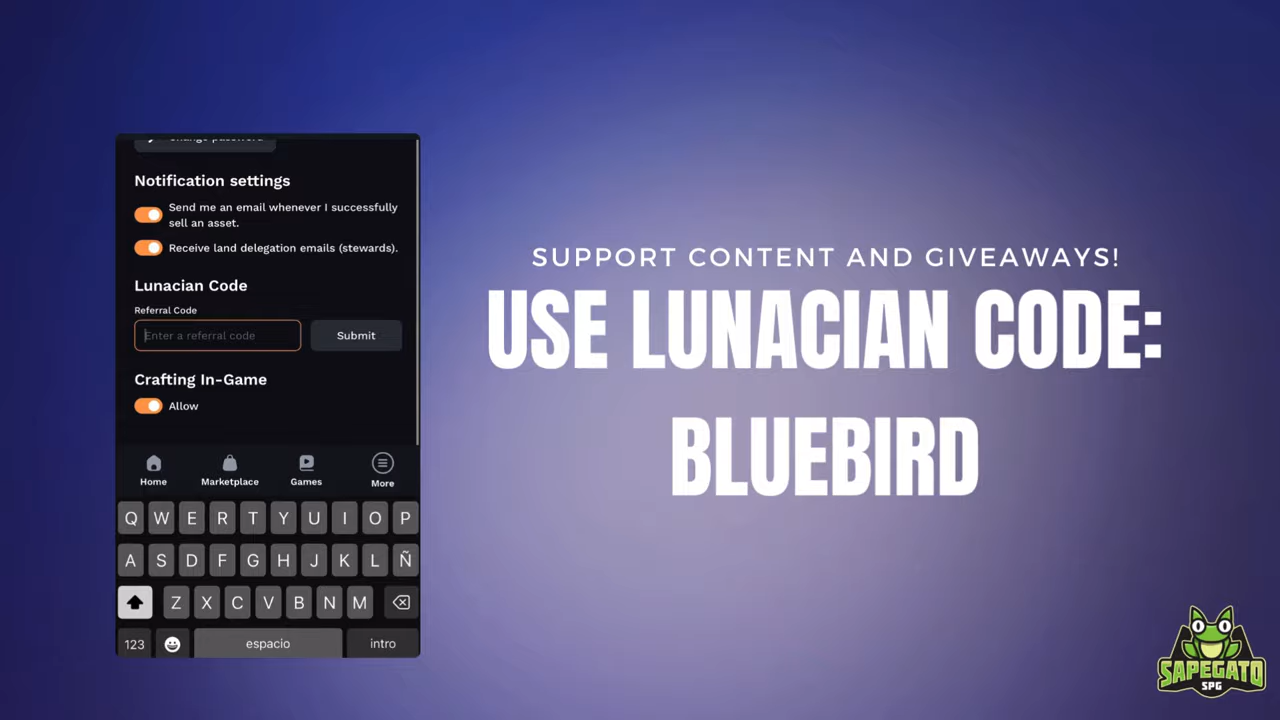 Change password
Notification settings
Send me an email whenever I successfully
sell an asset.
Receive land delegation emails (stewards).
Lunacian Code
Referral Code
Enter a referral code
Submit
Crafting In-Game
Allow
Home
Marketplace
Games
More
Q W E R T Y U I O P
A S D F G H J K L Ñ
Z X C V B N M
123
espacio
intro
SUPPORT CONTENT AND GIVEAWAYS!
USE LUNACIAN CODE:
BLUEBIRD
SAPEGATO
SPG